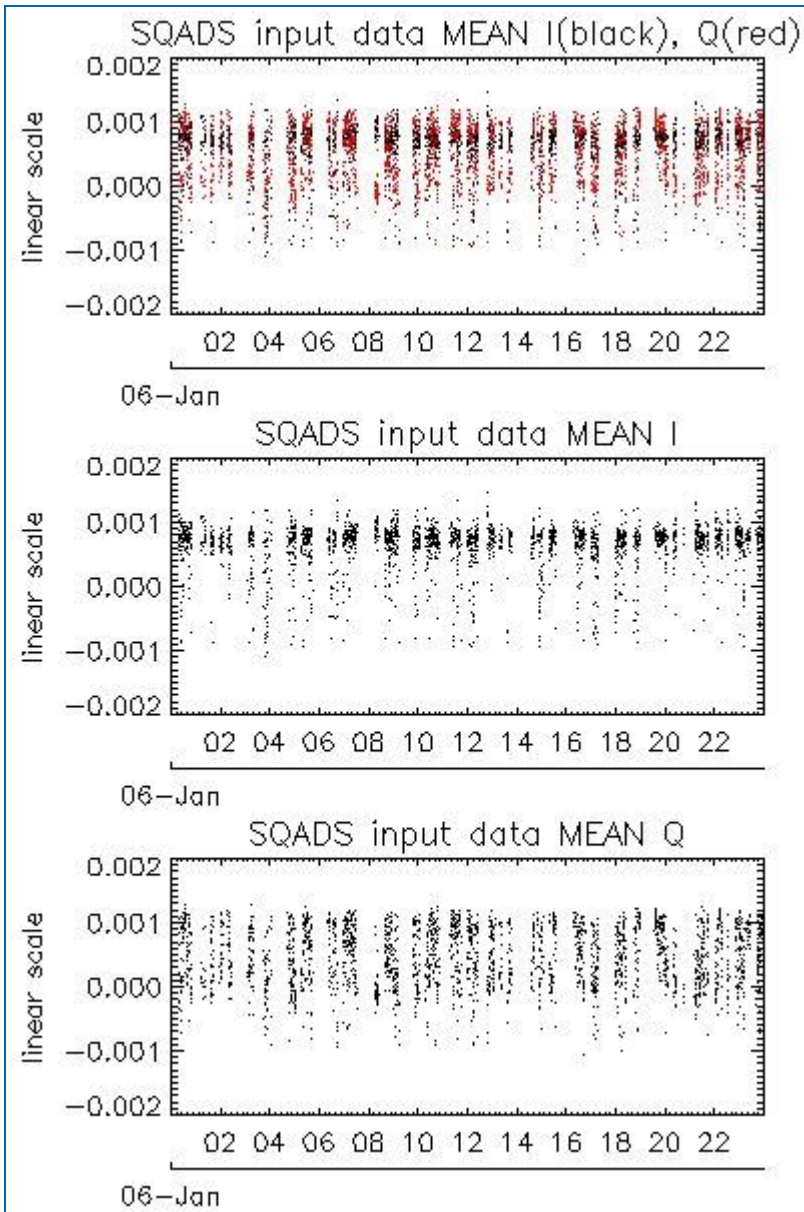 SQADS input data MEAN I(black), Q(red)
0.002
0.001
0.000
−0.001
−0.002
linear scale
02 04 06 08 10 12 14 16 18 20 22
06−Jan
SQADS input data MEAN I
0.002
0.001
0.000
−0.001
−0.002
linear scale
02 04 06 08 10 12 14 16 18 20 22
06−Jan
SQADS input data MEAN Q
0.002
0.001
0.000
−0.001
−0.002
linear scale
02 04 06 08 10 12 14 16 18 20 22
06−Jan